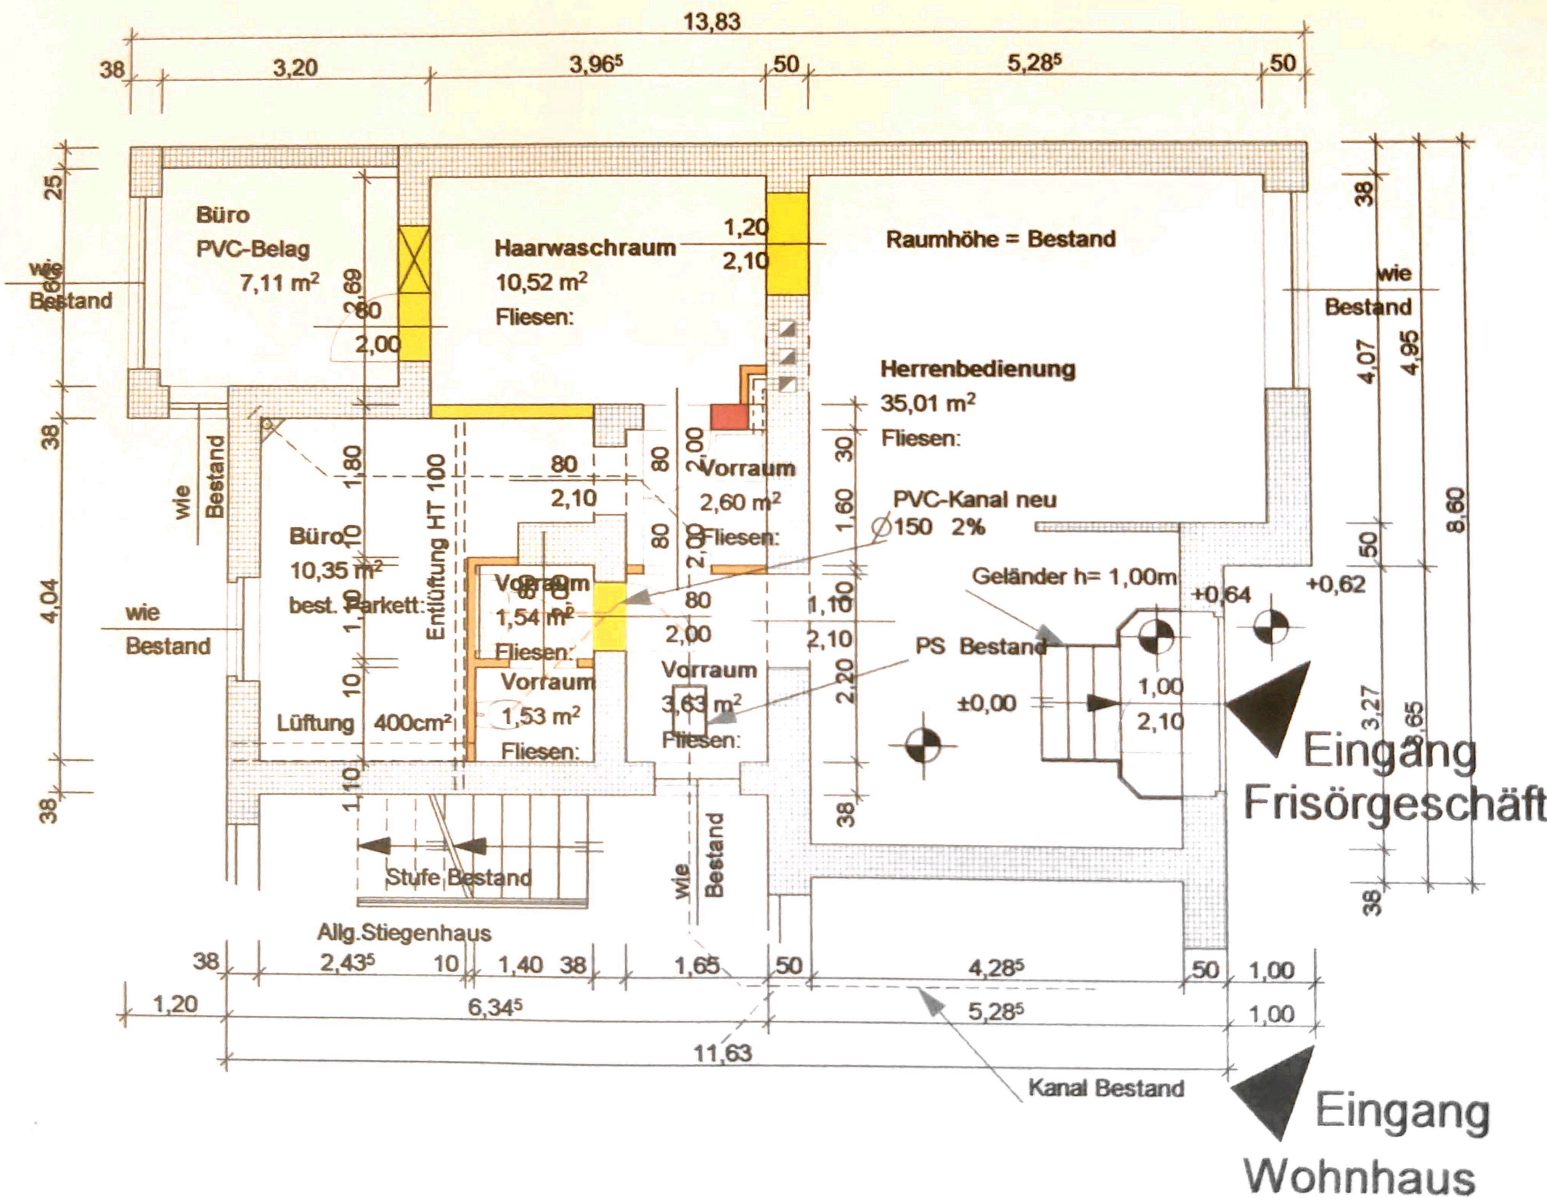 13,83
38 3,20 3,96⁵ 50 5,28⁵ 50
25
Büro
PVC-Belag
7,11 m²
2,69
80
2,00
wie
Bestand
Haarwaschraum
10,52 m²
Fliesen:
1,20
2,10
Raumhöhe = Bestand
Herrenbedienung
35,01 m²
Fliesen:
wie
Bestand
38
4,07
4,95
8,60
50
3,27
38
38
4,04
38
wie
Bestand
wie
Bestand
1,80
10
10
1,10
Entlüftung HT 100
Büro
10,35 m²
best. Parkett:
80
2,10
80
2,00
80
2,00
Vorraum
2,60 m²
Fliesen:
30
1,60
PVC-Kanal neu
∅150 2%
Vorraum
1,54 m²
Fliesen:
80
2,00
1,10
2,10
2,20
38
Geländer h= 1,00m
+0,64
+0,62
PS Bestand
Vorraum
1,53 m²
Fliesen:
Vorraum
3,63 m²
Fliesen:
±0,00
1,00
2,10
Lüftung 400cm²
Eingang
Frisörgeschäft
Stufe Bestand
wie
Bestand
Allg.Stiegenhaus
38 2,43⁵ 10 1,40 38 1,65 50 4,28⁵ 50 1,00
1,20 6,34⁵ 5,28⁵ 1,00
11,63
Kanal Bestand
Eingang
Wohnhaus